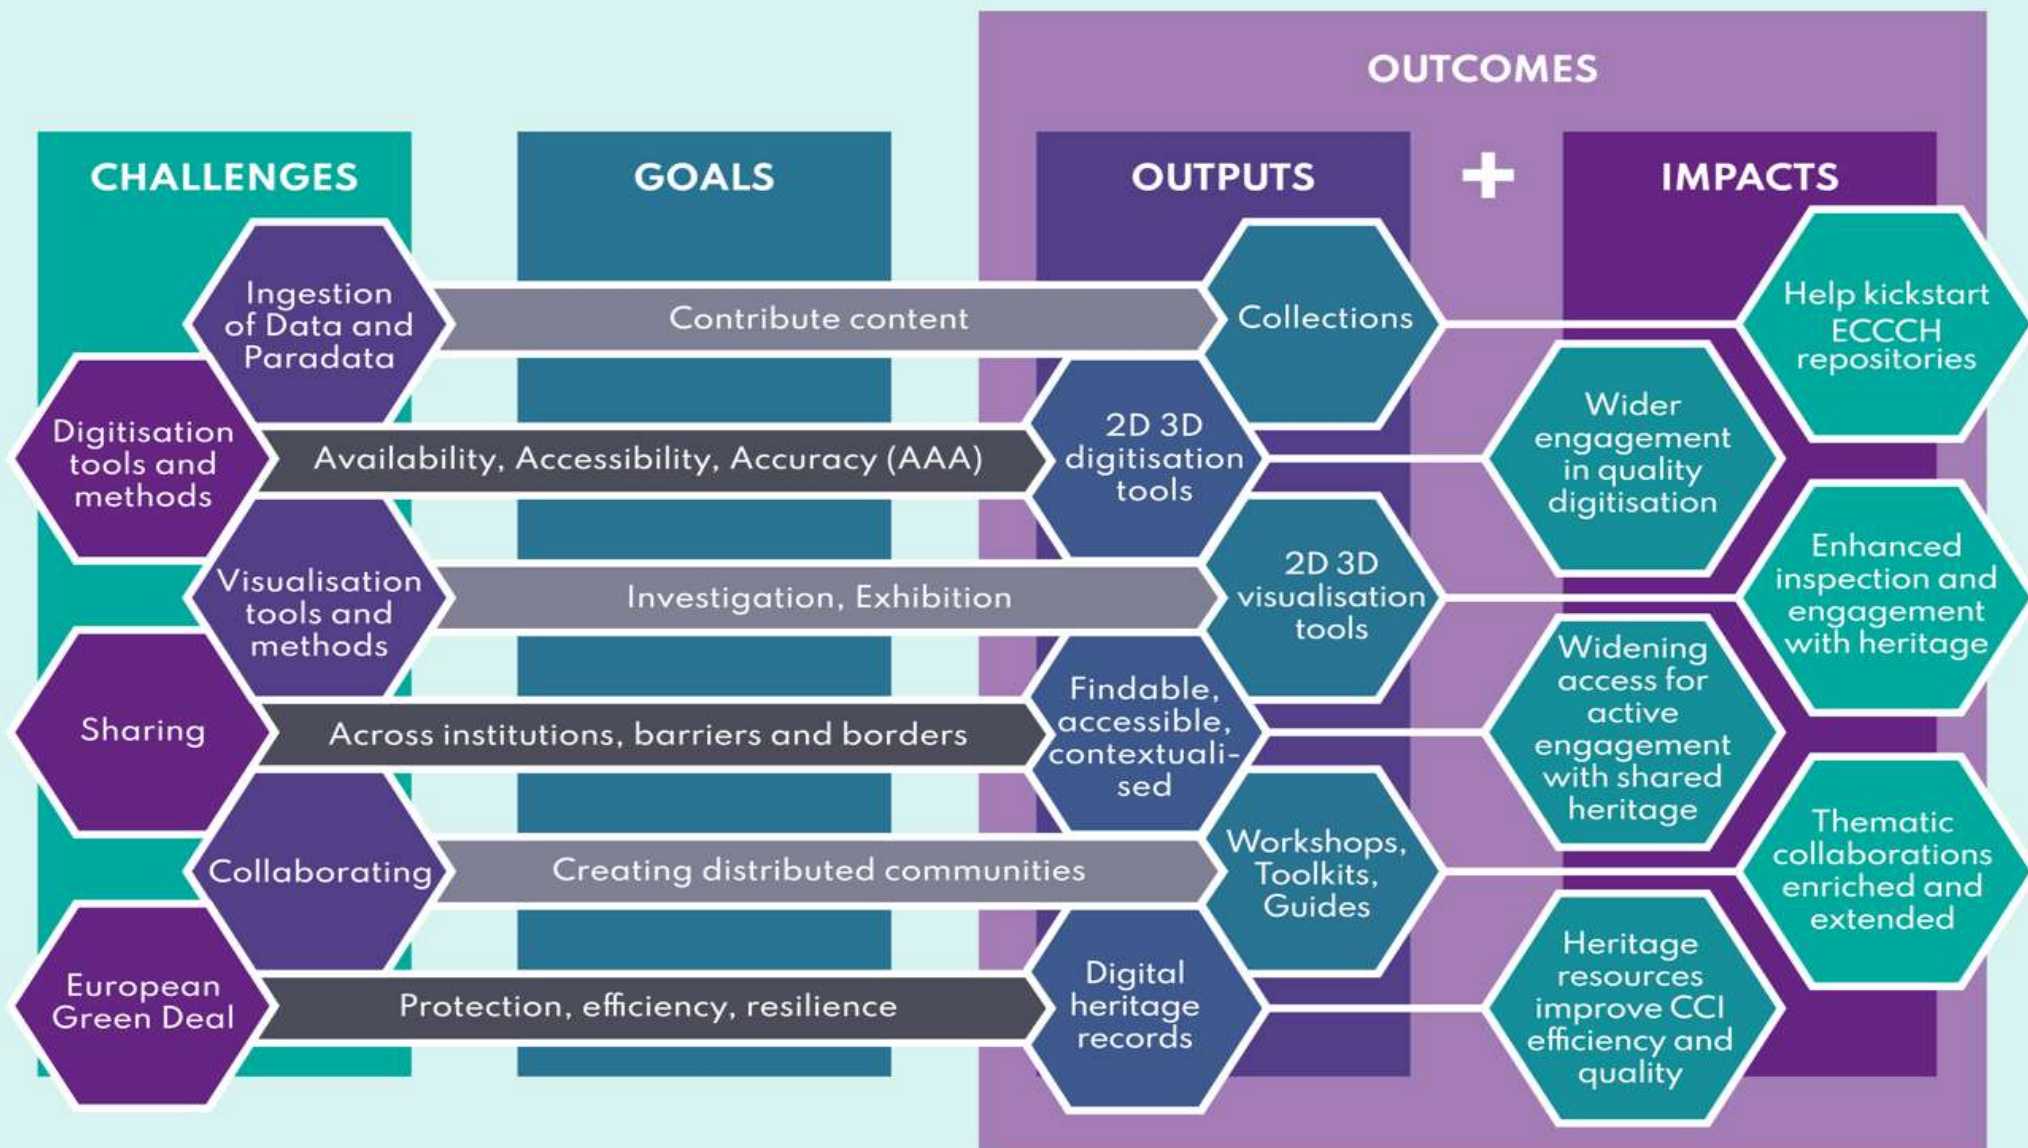 OUTCOMES
CHALLENGES
GOALS
OUTPUTS
+
IMPACTS
Ingestion
of Data and
Paradata
Contribute content
Collections
Help kickstart
ECCCH
repositories
Digitisation
tools and
methods
Availability, Accessibility, Accuracy (AAA)
2D 3D
digitisation
tools
Wider
engagement
in quality
digitisation
Visualisation
tools and
methods
Investigation, Exhibition
2D 3D
visualisation
tools
Enhanced
inspection and
engagement
with heritage
Sharing
Across institutions, barriers and borders
Findable,
accessible,
contextuali-
sed
Widening
access for
active
engagement
with shared
heritage
Collaborating
Creating distributed communities
Workshops,
Toolkits,
Guides
Thematic
collaborations
enriched and
extended
European
Green Deal
Protection, efficiency, resilience
Digital
heritage
records
Heritage
resources
improve CCI
efficiency and
quality